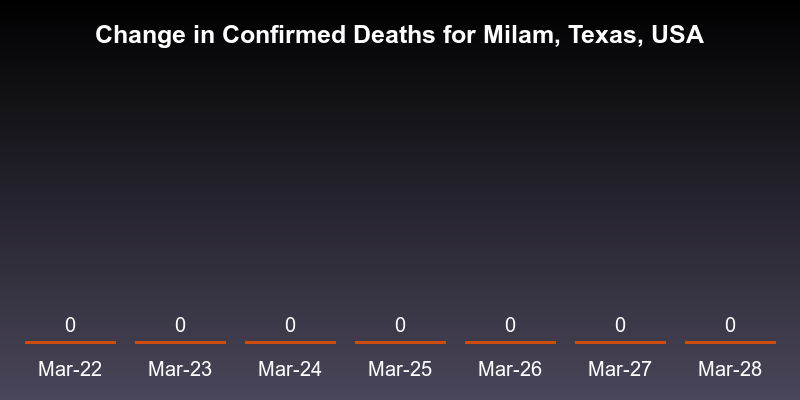 Change in Confirmed Deaths for Milam, Texas, USA
0 0 0 0 0 0 0
Mar-22 Mar-23 Mar-24 Mar-25 Mar-26 Mar-27 Mar-28